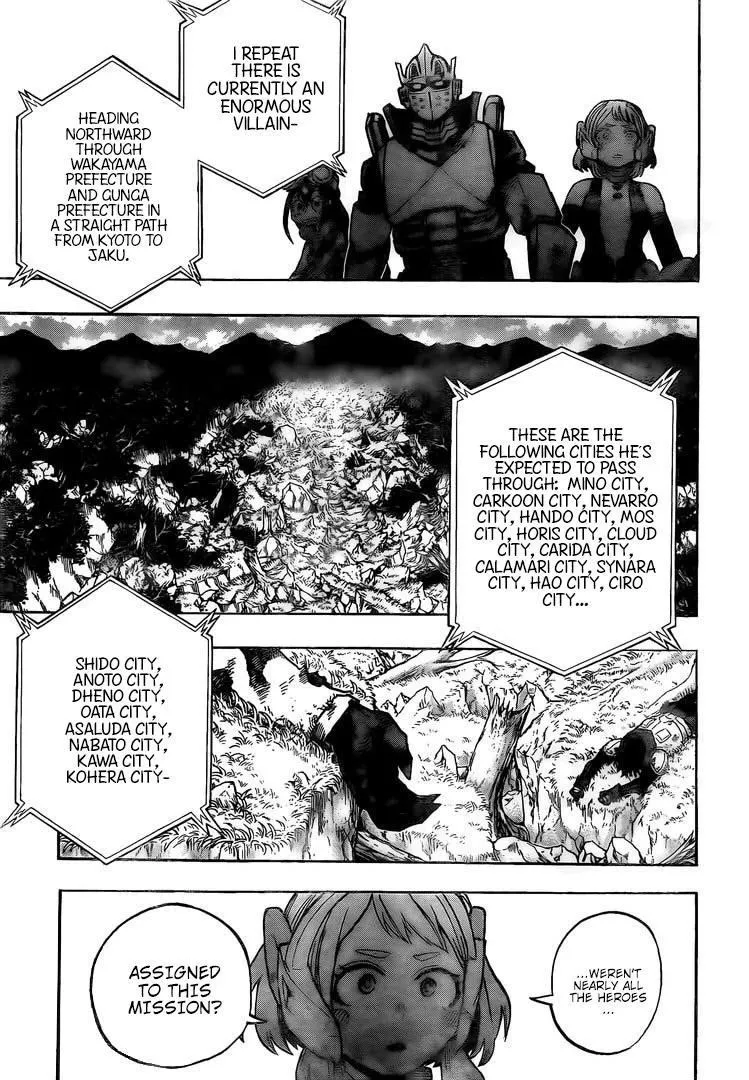 I REPEAT
THERE IS
CURRENTLY AN
ENORMOUS
VILLAIN-
HEADING
NORTHWARD
THROUGH
WAKAYAMA
PREFECTURE
AND GUNGA
PREFECTURE IN
A STRAIGHT PATH
FROM KYOTO TO
JAKU.
THESE ARE THE
FOLLOWING CITIES HE'S
EXPECTED TO PASS
THROUGH: MINO CITY,
CARKOON CITY, NEVARRO
CITY, HANDO CITY, MOS
CITY, HORIS CITY, CLOUD
CITY, CARIDA CITY,
CALAMARI CITY, SYNARA
CITY, HAO CITY, CIRO
CITY...
SHIDO CITY,
ANOTO CITY,
DHENO CITY,
OATA CITY,
ASALUDA CITY,
NABATO CITY,
KAWA CITY,
KOHERA CITY-
...WEREN'T
NEARLY ALL
THE HEROES
...
ASSIGNED
TO THIS
MISSION?